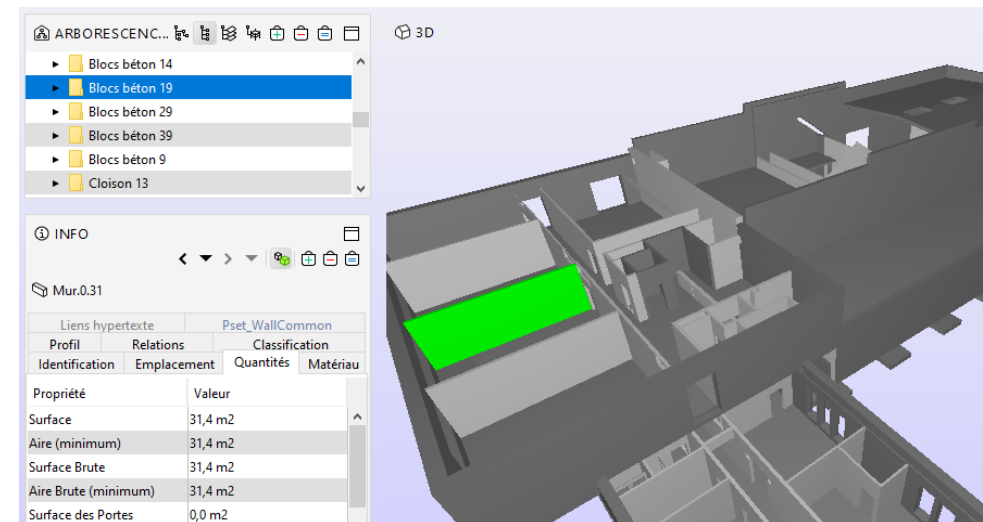 ARBORESCENC...
3D
Blocs béton 14
Blocs béton 19
Blocs béton 29
Blocs béton 39
Blocs béton 9
Cloison 13
INFO
Mur.0.31
Liens hypertexte Pset_WallCommon
Profil Relations Classification
Identification Emplacement Quantités Matériau
Propriété Valeur
Surface 31,4 m2
Aire (minimum) 31,4 m2
Surface Brute 31,4 m2
Aire Brute (minimum) 31,4 m2
Surface des Portes 0,0 m2